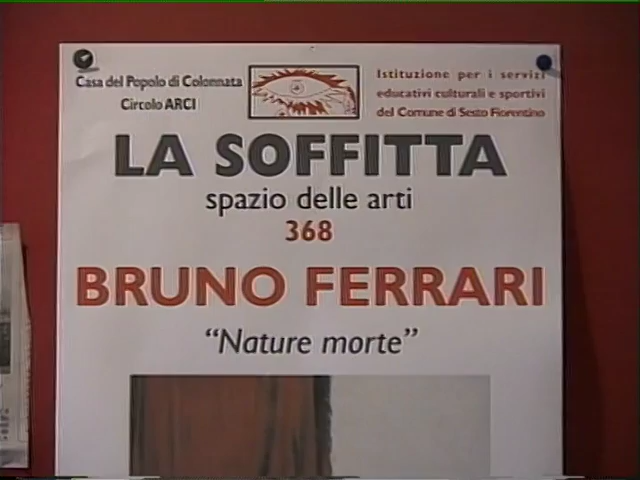 Casa del Popolo di Colonnata
Circolo ARCI
Istituzione per i servizi
educativi culturali e sportivi
del Comune di Sesto Fiorentino
LA SOFFITTA
spazio delle arti
368
BRUNO FERRARI
“Nature morte”